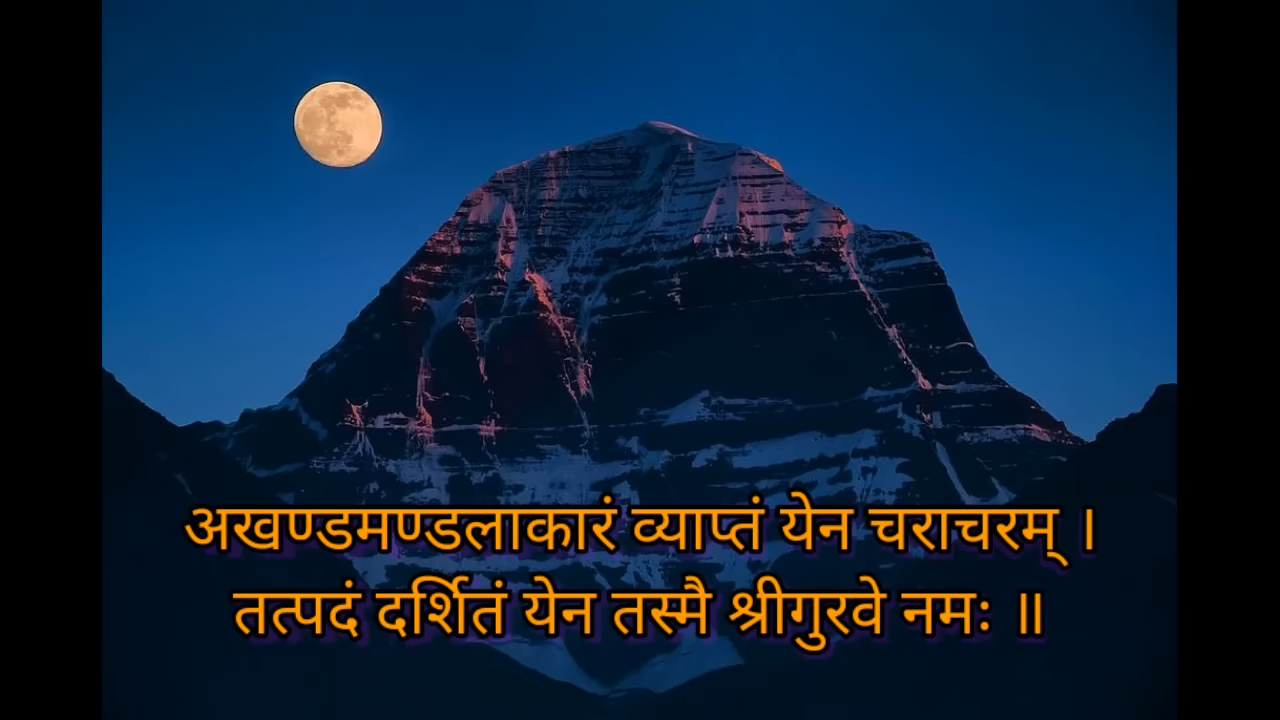 अखण्डमण्डलाकारं व्याप्तं येन चराचरम् ।
तत्पदं दर्शितं येन तस्मै श्रीगुरवे नमः ॥